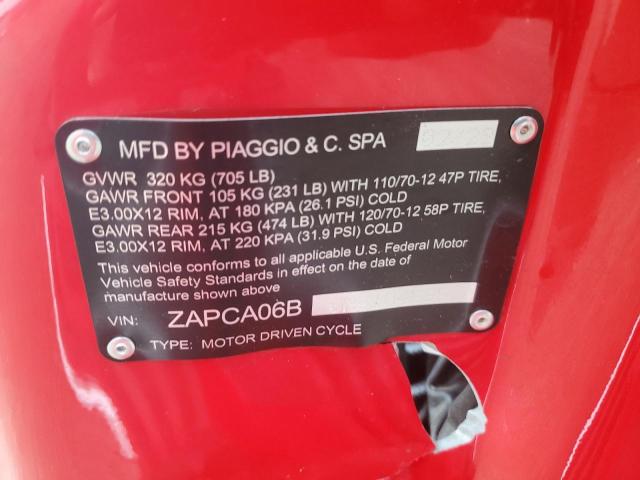 MFD BY PIAGGIO & C. SPA
GVWR 320 KG (705 LB)
GAWR FRONT 105 KG (231 LB) WITH 110/70-12 47P TIRE,
E3.00X12 RIM, AT 180 KPA (26.1 PSI) COLD
GAWR REAR 215 KG (474 LB) WITH 120/70-12 58P TIRE,
E3.00X12 RIM, AT 220 KPA (31.9 PSI) COLD
This vehicle conforms to all applicable U.S. Federal Motor
Vehicle Safety Standards in effect on the date of
manufacture shown above
VIN: ZAPCA06B
TYPE: MOTOR DRIVEN CYCLE